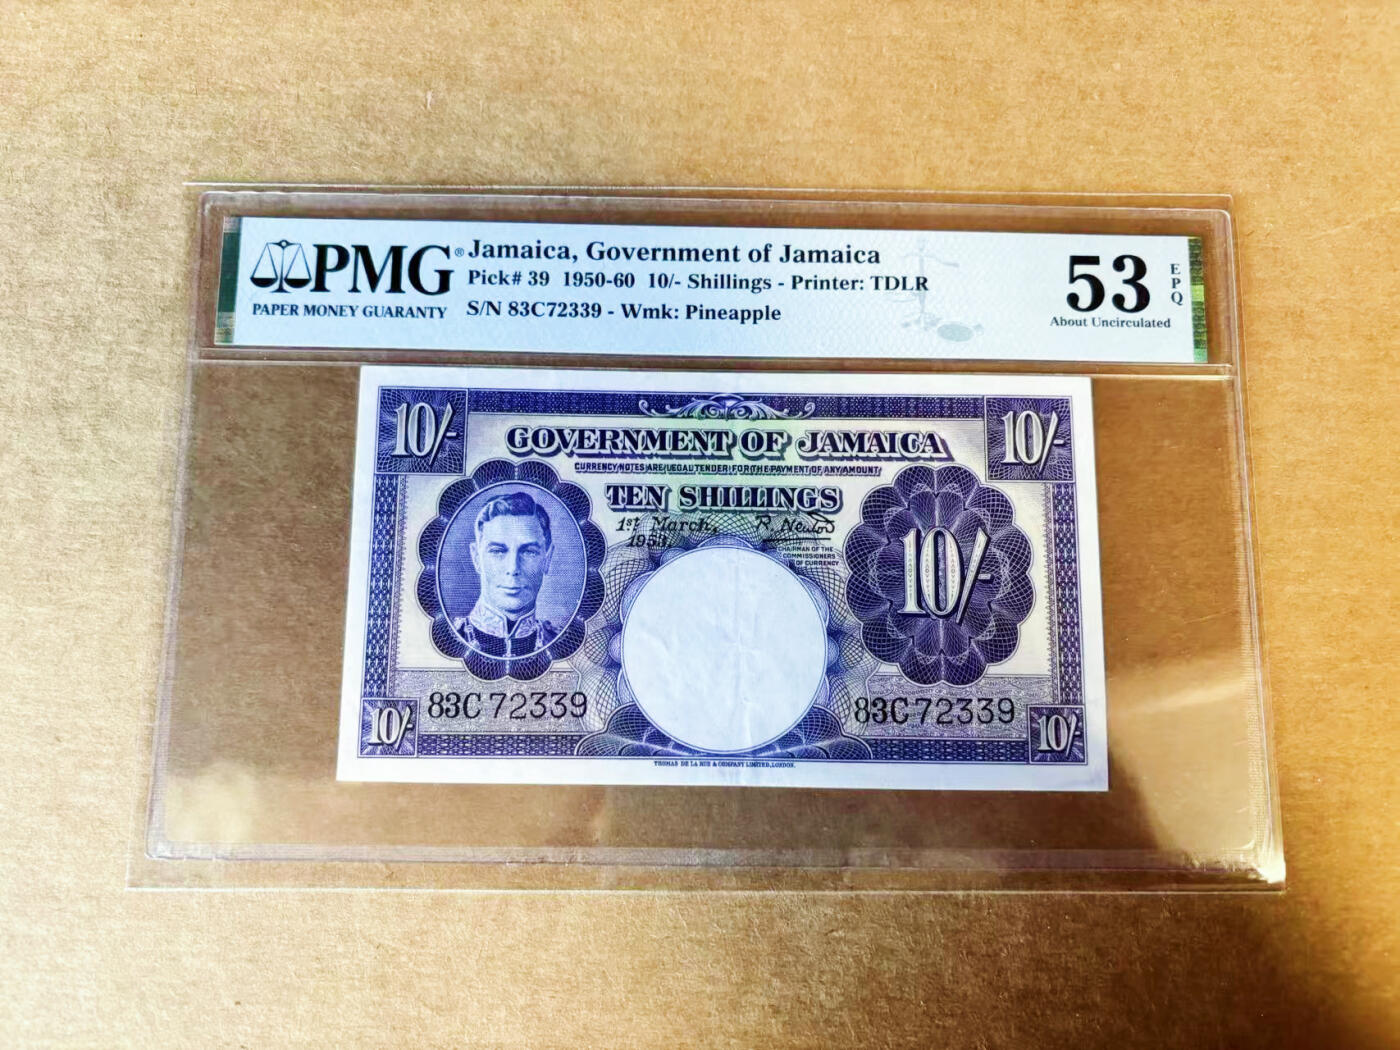 PMG®
PAPER MONEY GUARANTY
Jamaica, Government of Jamaica
Pick# 39 1950-60 10/- Shillings - Printer: TDLR
S/N 83C72339 - Wmk: Pineapple
53
About Uncirculated
EPQ
10/-
10/-
GOVERNMENT OF JAMAICA
CURRENCY NOTES ARE LEGAL TENDER FOR THE PAYMENT OF ANY AMOUNT
TEN SHILLINGS
1st March,
1953.
R. Newton
CHAIRMAN OF THE
COMMISSIONERS
OF CURRENCY
10/-
83C 72339
83C 72339
10/-
10/-
THOMAS DE LA RUE & COMPANY LIMITED, LONDON.